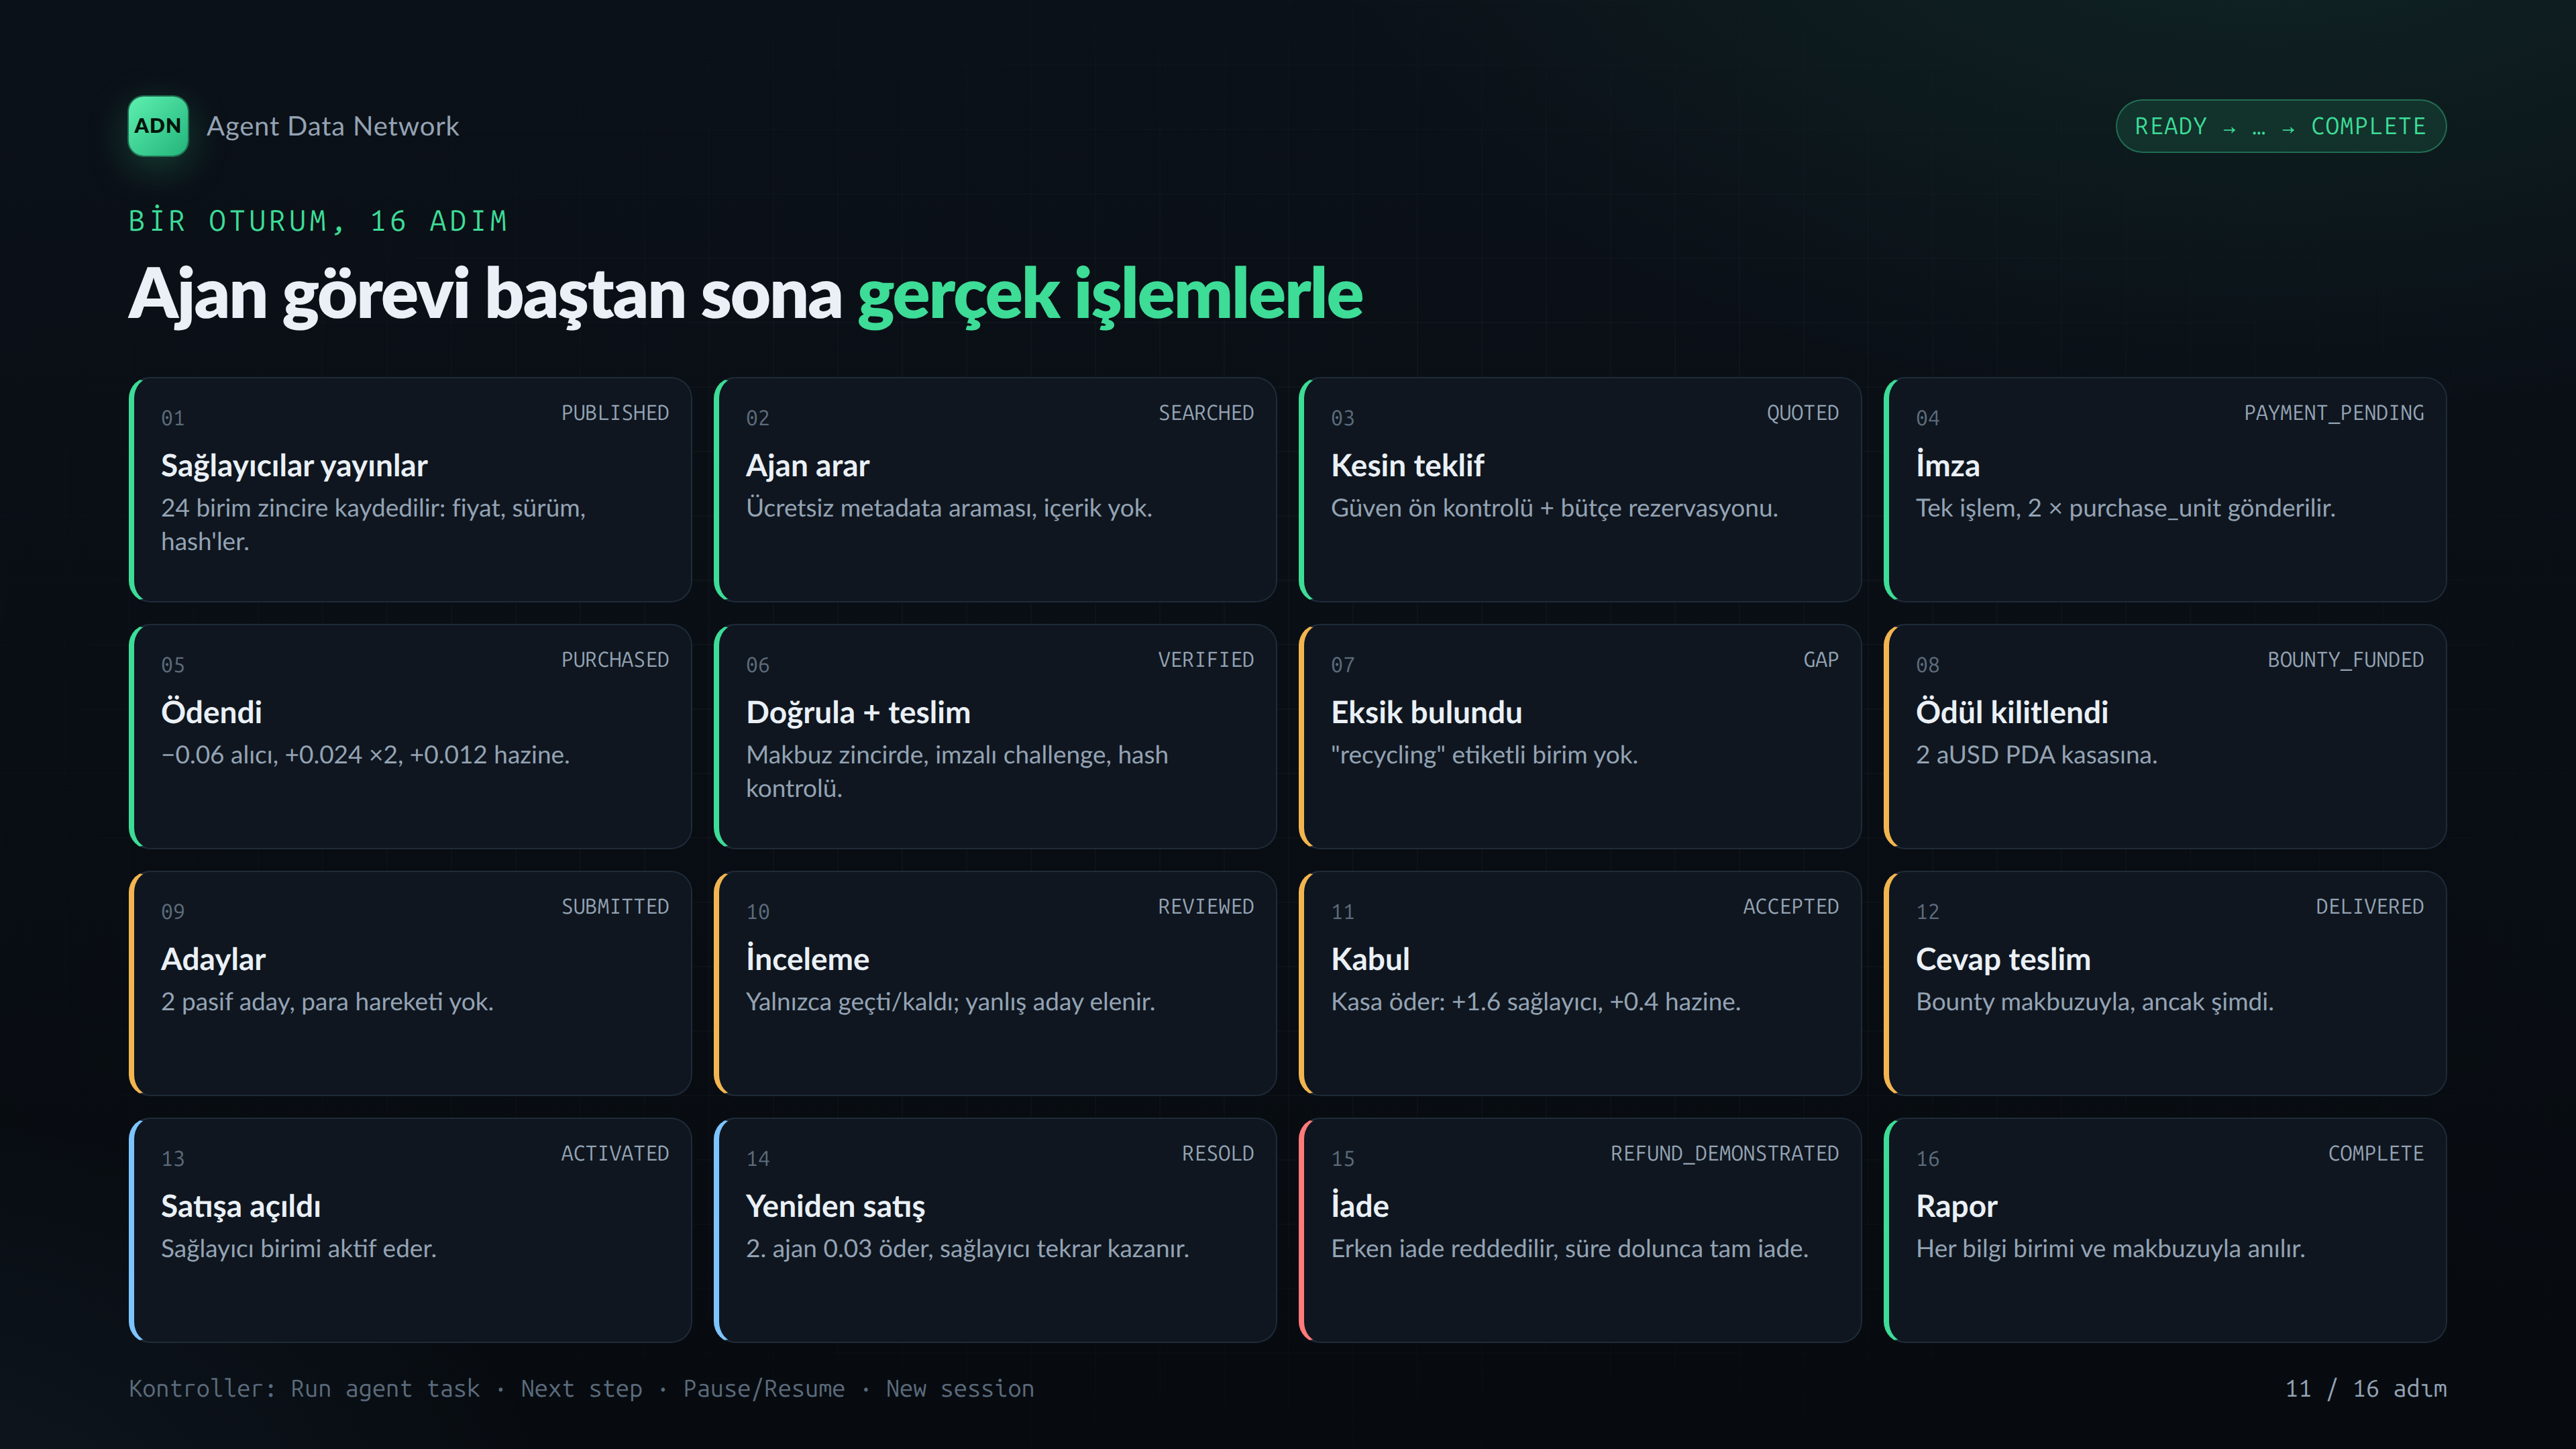 ADN
Agent Data Network
READY → … → COMPLETE
BİR OTURUM, 16 ADIM
Ajan görevi baştan sona gerçek işlemlerle
01
PUBLISHED
Sağlayıcılar yayınlar
24 birim zincire kaydedilir: fiyat, sürüm,
hash'ler.
02
SEARCHED
Ajan arar
Ücretsiz metadata araması, içerik yok.
03
QUOTED
Kesin teklif
Güven ön kontrolü + bütçe rezervasyonu.
04
PAYMENT_PENDING
İmza
Tek işlem, 2 × purchase_unit gönderilir.
05
PURCHASED
Ödendi
−0.06 alıcı, +0.024 ×2, +0.012 hazine.
06
VERIFIED
Doğrula + teslim
Makbuz zincirde, imzalı challenge, hash
kontrolü.
07
GAP
Eksik bulundu
"recycling" etiketli birim yok.
08
BOUNTY_FUNDED
Ödül kilitlendi
2 aUSD PDA kasasına.
09
SUBMITTED
Adaylar
2 pasif aday, para hareketi yok.
10
REVIEWED
İnceleme
Yalnızca geçti/kaldı; yanlış aday elenir.
11
ACCEPTED
Kabul
Kasa öder: +1.6 sağlayıcı, +0.4 hazine.
12
DELIVERED
Cevap teslim
Bounty makbuzuyla, ancak şimdi.
13
ACTIVATED
Satışa açıldı
Sağlayıcı birimi aktif eder.
14
RESOLD
Yeniden satış
2. ajan 0.03 öder, sağlayıcı tekrar kazanır.
15
REFUND_DEMONSTRATED
İade
Erken iade reddedilir, süre dolunca tam iade.
16
COMPLETE
Rapor
Her bilgi birimi ve makbuzuyla anılır.
Kontroller: Run agent task · Next step · Pause/Resume · New session
11 / 16 adım